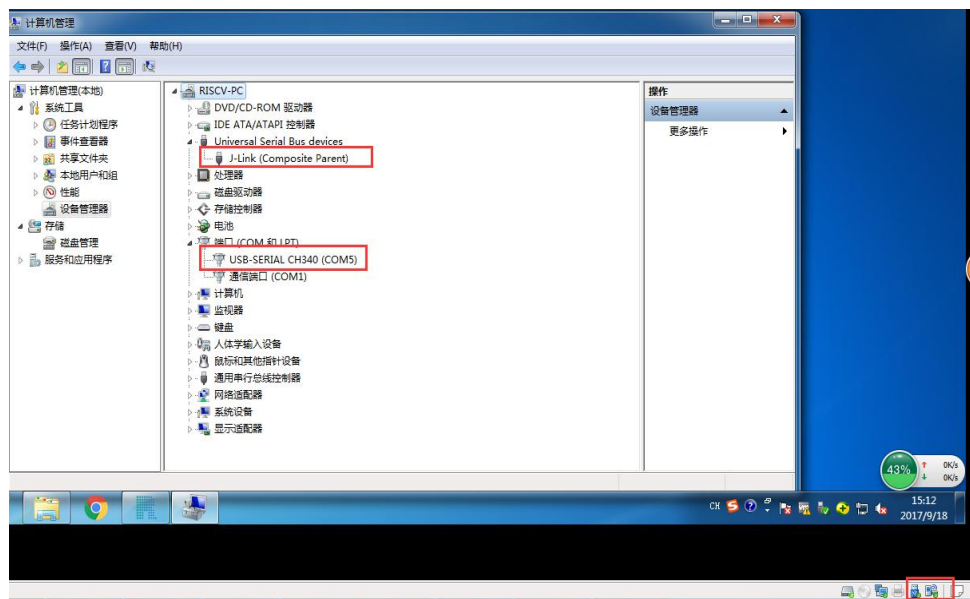 计算机管理
文件(F) 操作(A) 查看(V) 帮助(H)
计算机管理(本地)
系统工具
任务计划程序
事件查看器
共享文件夹
本地用户和组
性能
设备管理器
存储
磁盘管理
服务和应用程序
RISCV-PC
DVD/CD-ROM 驱动器
IDE ATA/ATAPI 控制器
Universal Serial Bus devices
J-Link (Composite Parent)
处理器
磁盘驱动器
存储控制器
电池
端口 (COM 和 LPT)
USB-SERIAL CH340 (COM5)
通信端口 (COM1)
计算机
监视器
键盘
人体学输入设备
鼠标和其他指针设备
通用串行总线控制器
网络适配器
系统设备
显示适配器
操作
设备管理器
更多操作
43%
0K/s
0K/s
CH
15:12
2017/9/18